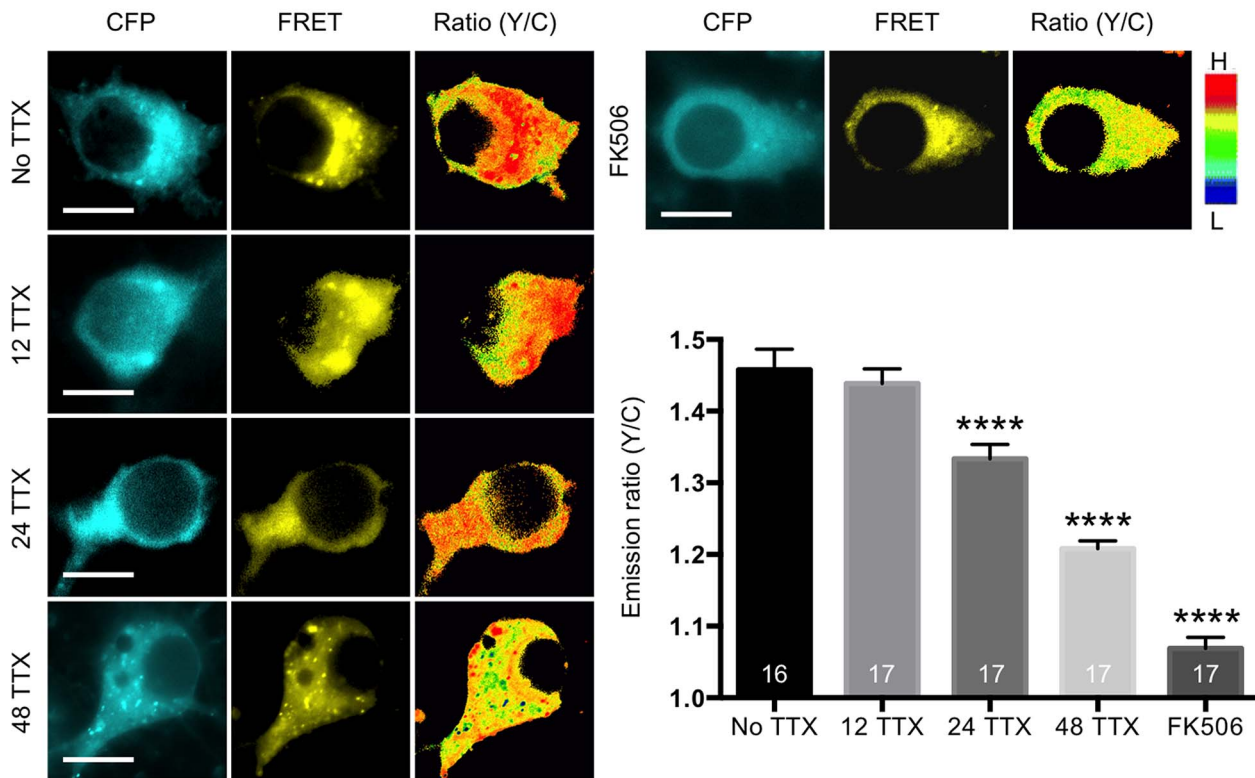 CFP FRET Ratio (Y/C)
No TTX
12 TTX
24 TTX
48 TTX
CFP FRET Ratio (Y/C)
FK506
H
L
Emission ratio (Y/C)
1.5
1.4
1.3
1.2
1.1
1.0
****
****
****
16 17 17 17 17
No TTX 12 TTX 24 TTX 48 TTX FK506